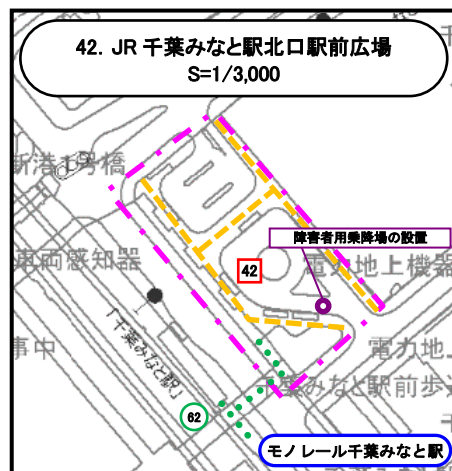 42. JR 千葉みなと駅北口駅前広場
S=1/3,000
新港1号橋
障害者用乗降場の設置
車両感知器
42
電力地上機器
「千葉みなと駅」
事中
電力地上
千葉みなと駅前歩道
62
モノレール千葉みなと駅